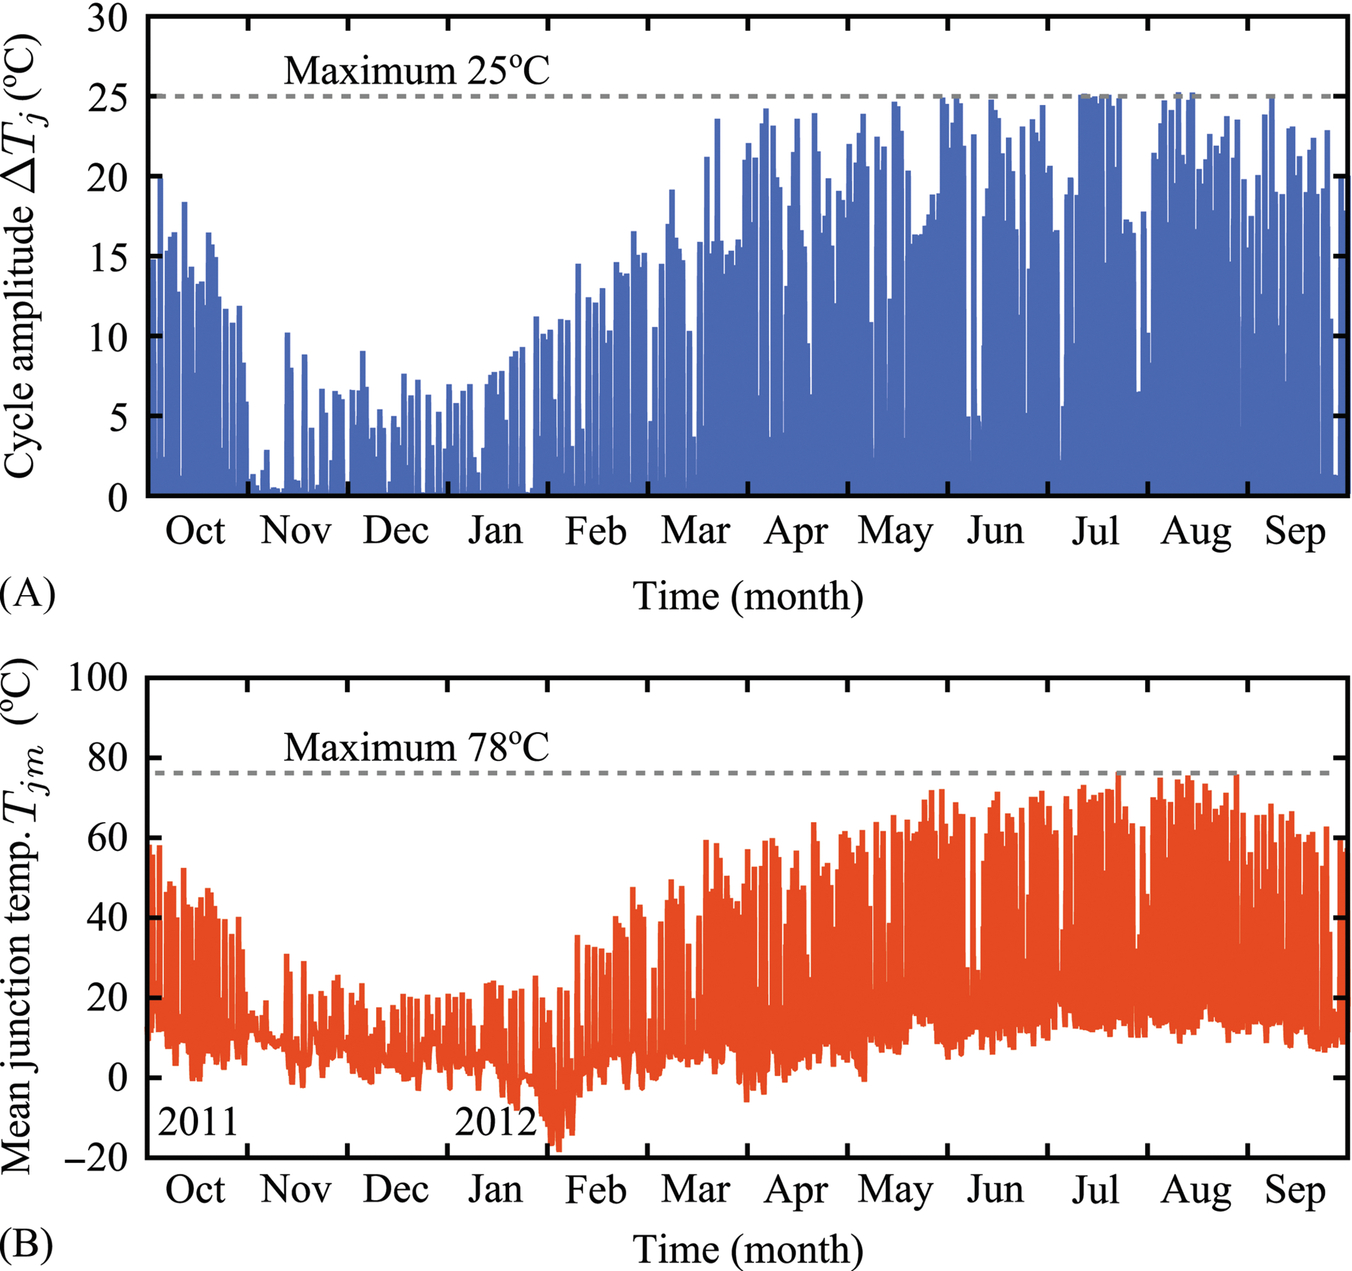 30
25
20
15
10
5
0
Cycle amplitude ΔTj (ºC)
Maximum 25ºC
Oct Nov Dec Jan Feb Mar Apr May Jun Jul Aug Sep
Time (month)
(A)
100
80
60
40
20
0
−20
Mean junction temp. Tjm (ºC)
Maximum 78ºC
2011 2012
Oct Nov Dec Jan Feb Mar Apr May Jun Jul Aug Sep
Time (month)
(B)